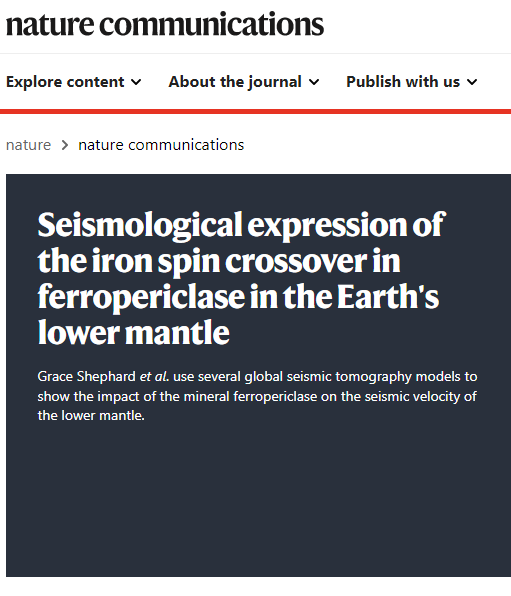 nature communications
Explore content About the journal Publish with us
nature > nature communications
Seismological expression of
the iron spin crossover in
ferropericlase in the Earth's
lower mantle
Grace Shephard et al. use several global seismic tomography models to
show the impact of the mineral ferropericlase on the seismic velocity of
the lower mantle.